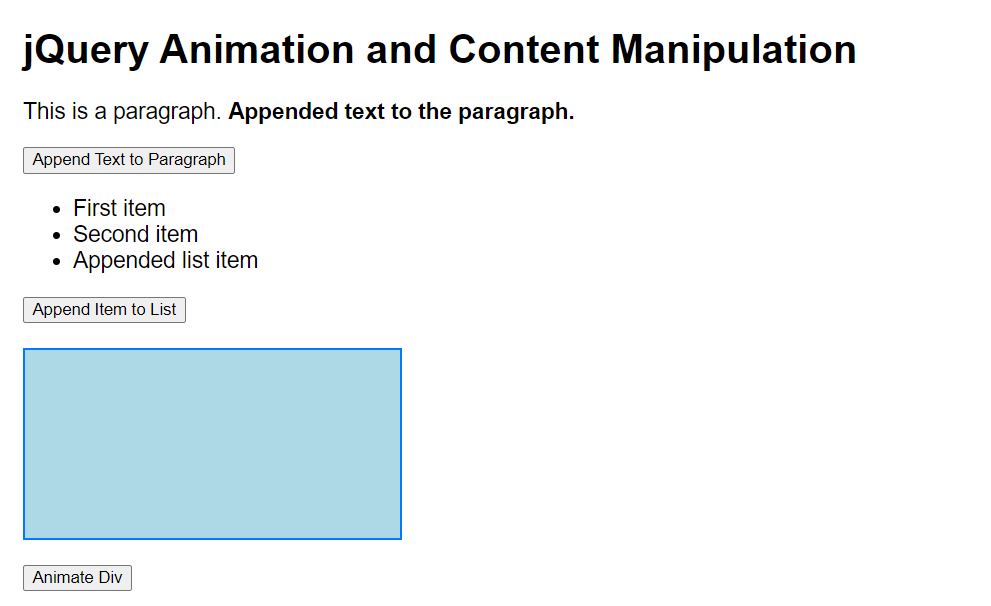 jQuery Animation and Content Manipulation
This is a paragraph. Appended text to the paragraph.
Append Text to Paragraph
First item
Second item
Appended list item
Append Item to List
Animate Div